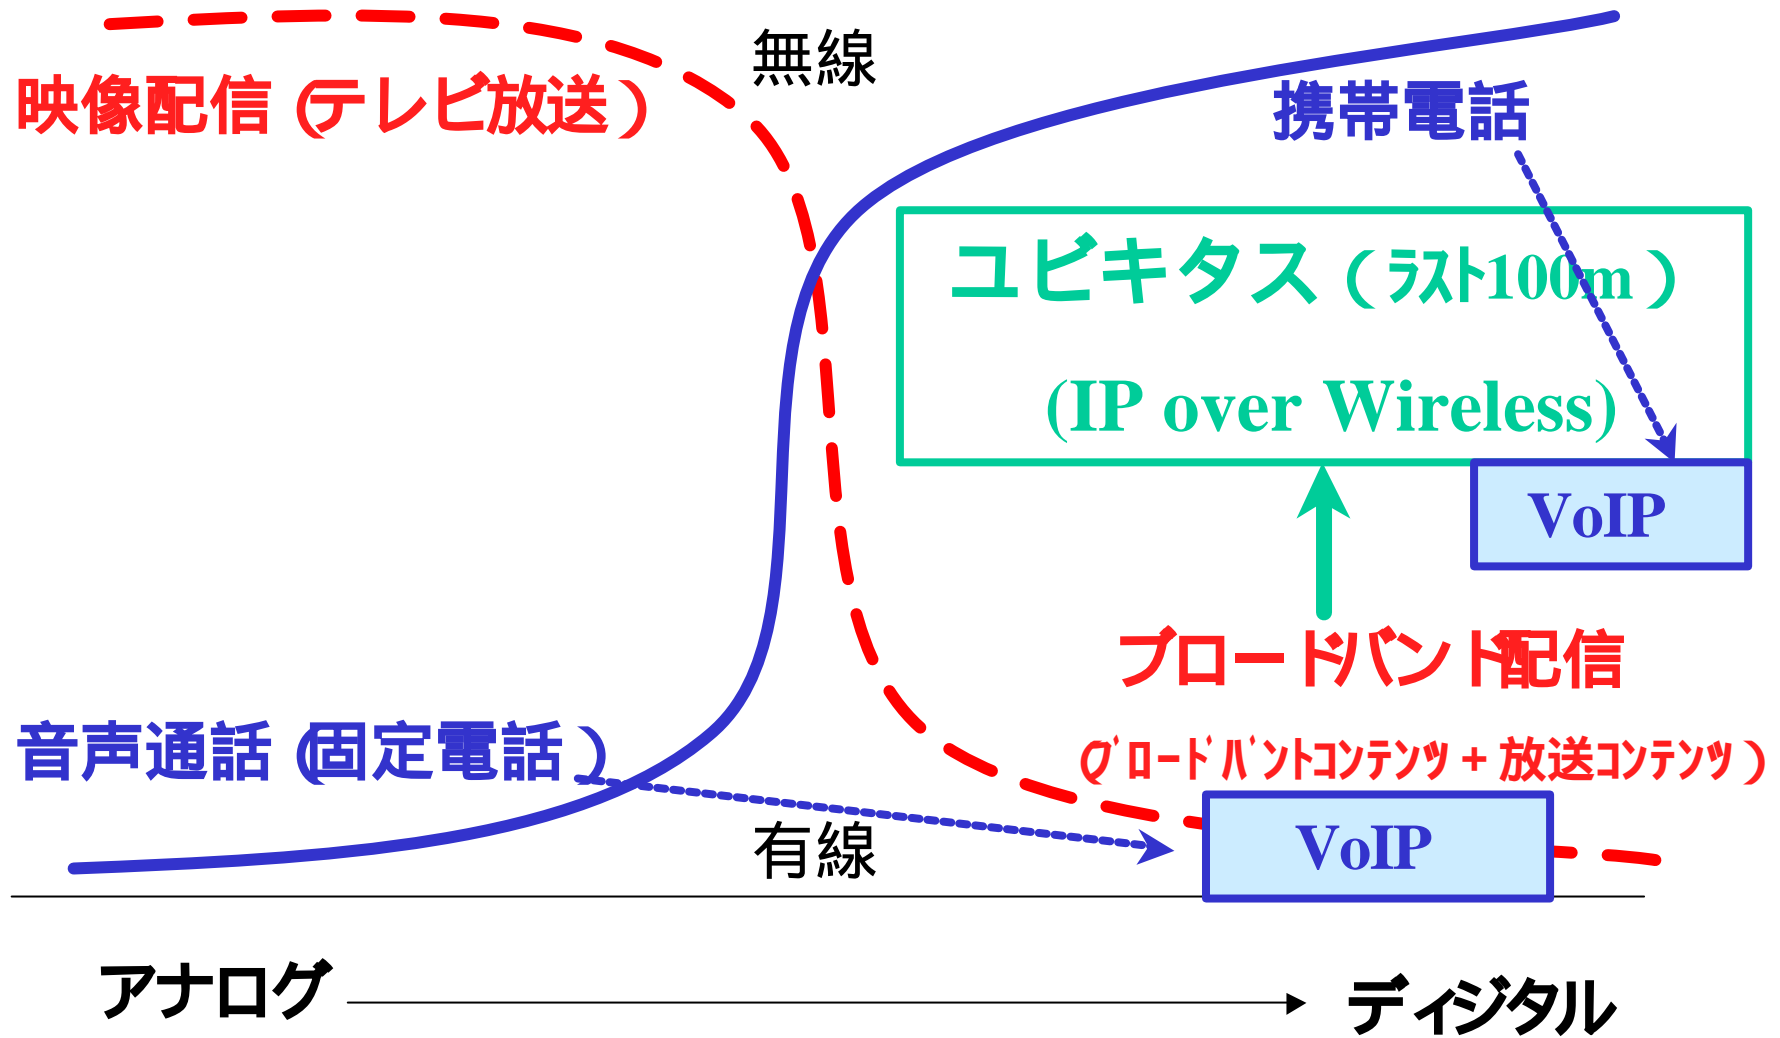 無線
映像配信（テレビ放送）
携帯電話
ユビキタス（ﾗｽﾄ100m）
(IP over Wireless)
VoIP
ブロードバンド配信
音声通話（固定電話）
(ﾌﾞﾛｰﾄﾞﾊﾞﾝﾄｺﾝﾃﾝﾂ+放送ｺﾝﾃﾝﾂ）
有線
VoIP
アナログ
ディジタル